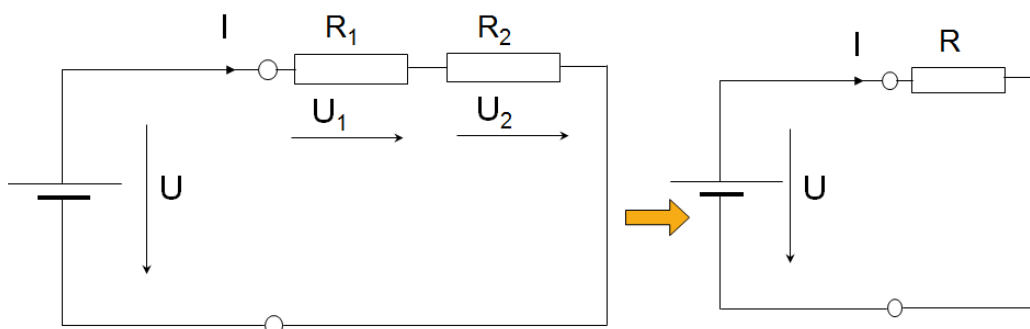 I R₁ R₂
U₁ U₂
U
I R
U